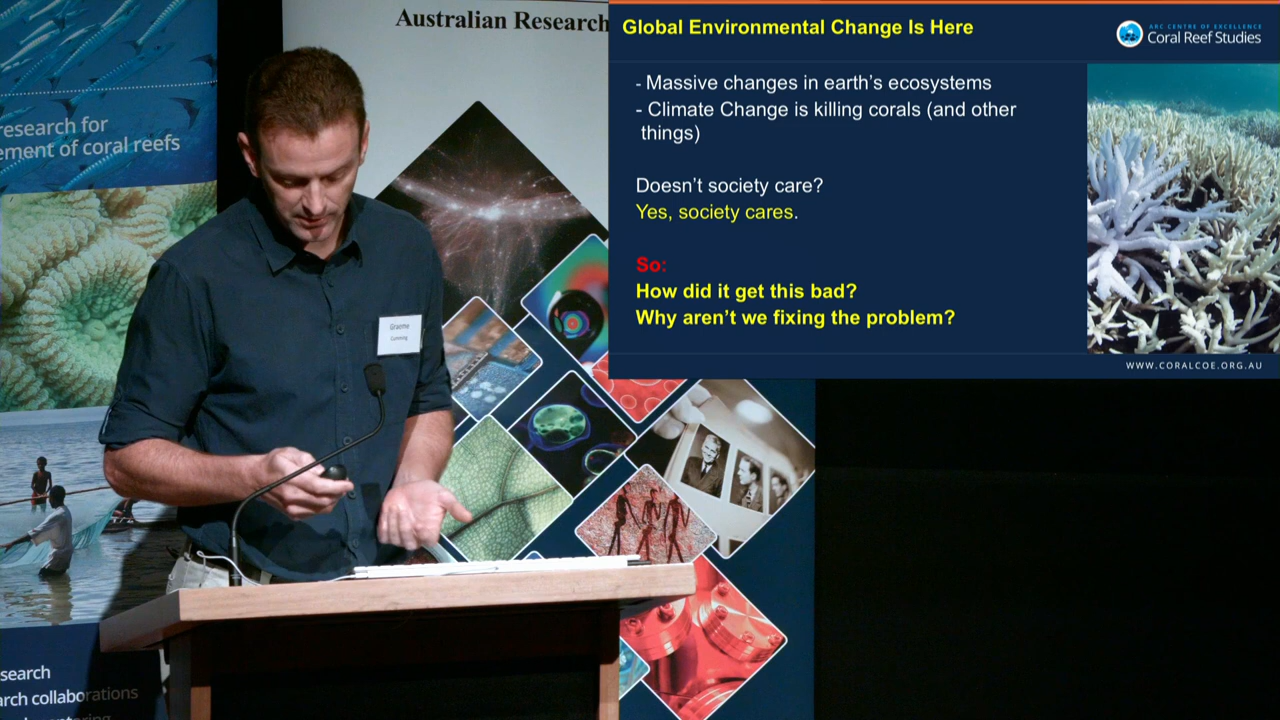 research for
ement of coral reefs
search
arch collaborations
Australian Research
Graeme
Cumming
Global Environmental Change Is Here
ARC CENTRE OF EXCELLENCE
Coral Reef Studies
- Massive changes in earth's ecosystems
- Climate Change is killing corals (and other
things)
Doesn't society care?
Yes, society cares.
So:
How did it get this bad?
Why aren't we fixing the problem?
WWW.CORALCOE.ORG.AU